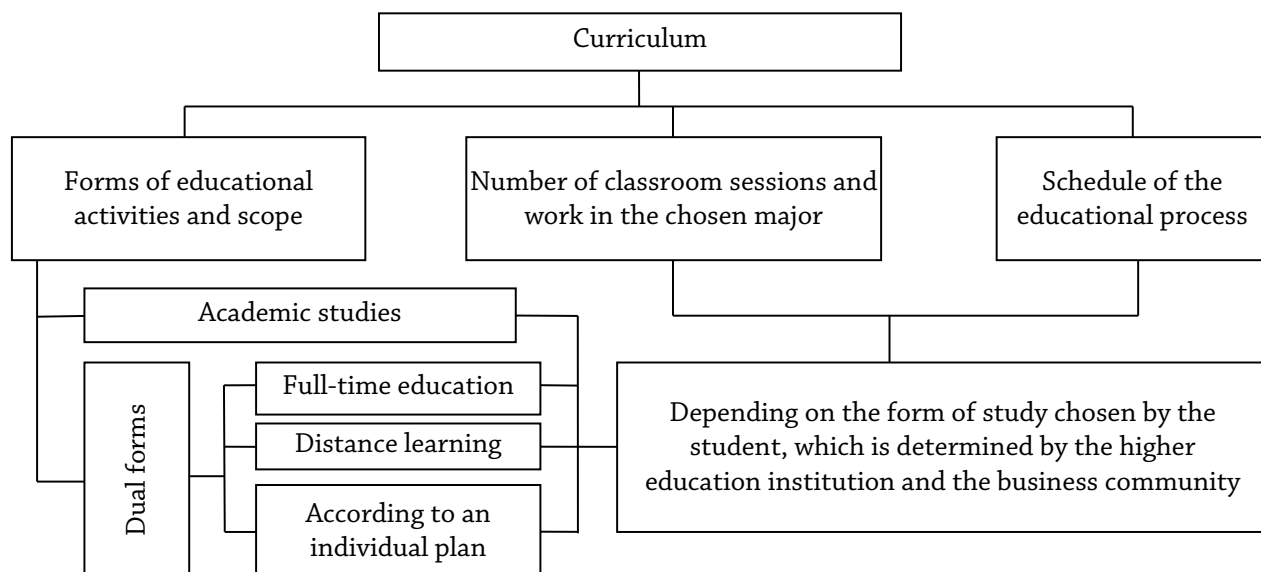 Curriculum
Forms of educational
activities and scope
Number of classroom sessions and
work in the chosen major
Schedule of the
educational process
Academic studies
Dual forms
Full-time education
Distance learning
According to an
individual plan
Depending on the form of study chosen by the
student, which is determined by the higher
education institution and the business community